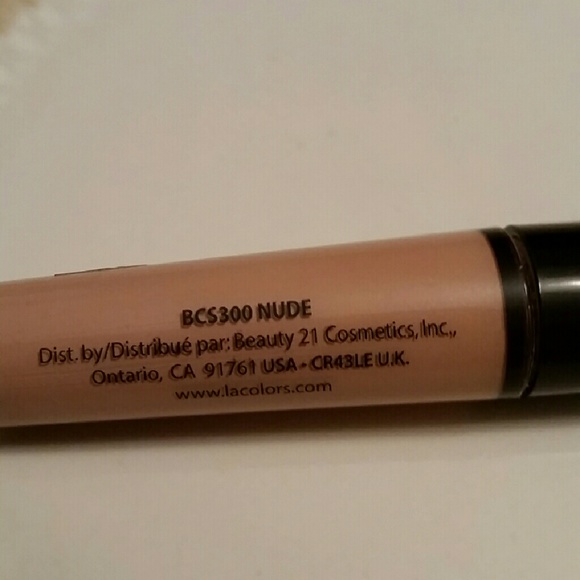 BCS300 NUDE
Dist. by/Distribué par: Beauty 21 Cosmetics, Inc.,
Ontario, CA 91761 USA - CR43LE U.K.
www.lacolors.com